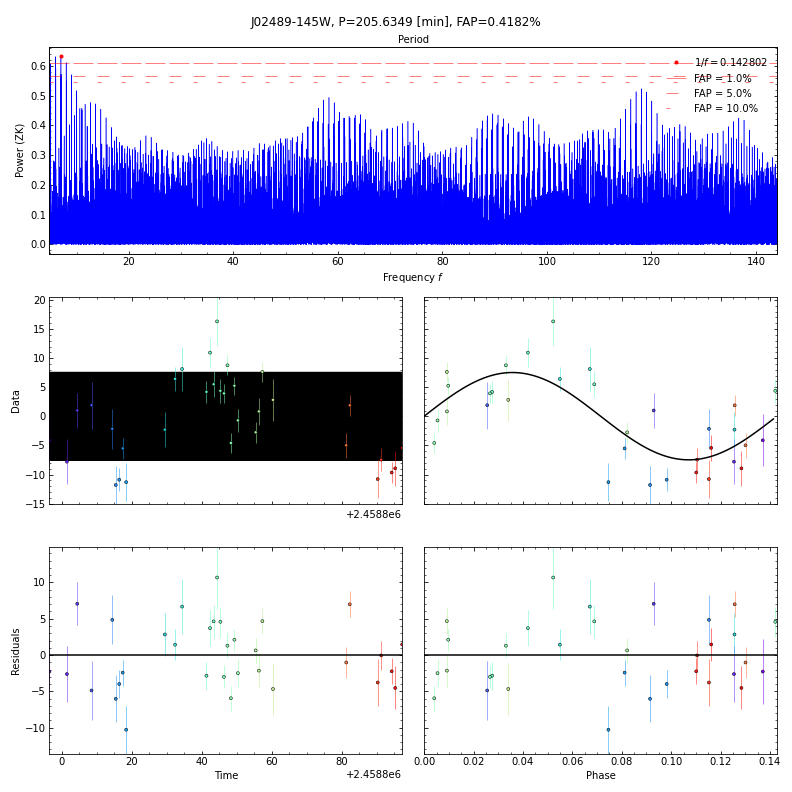 J02489-145W, P=205.6349 [min], FAP=0.4182%
Period
Power (ZK)
0.6
0.5
0.4
0.3
0.2
0.1
0.0
1/f = 0.142802
FAP = 1.0%
FAP = 5.0%
FAP = 10.0%
20 40 60 80 100 120 140
Frequency f
Data
20
15
10
5
0
−5
−10
−15
+2.4588e6
Residuals
10
5
0
−5
−10
0 20 40 60 80
Time
+2.4588e6
0.00 0.02 0.04 0.06 0.08 0.10 0.12 0.14
Phase